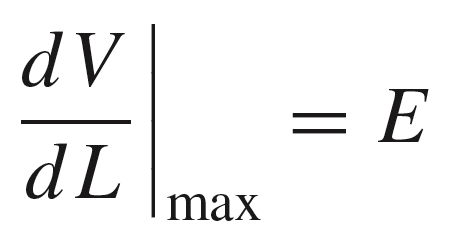 dV/dL|max = E